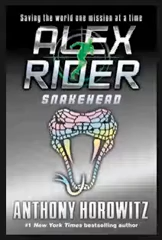 Saving the world one mission at a time
ALEX
RIDER
SNAKEHEAD
ANTHONY HOROWITZ
#1 New York Times bestselling author